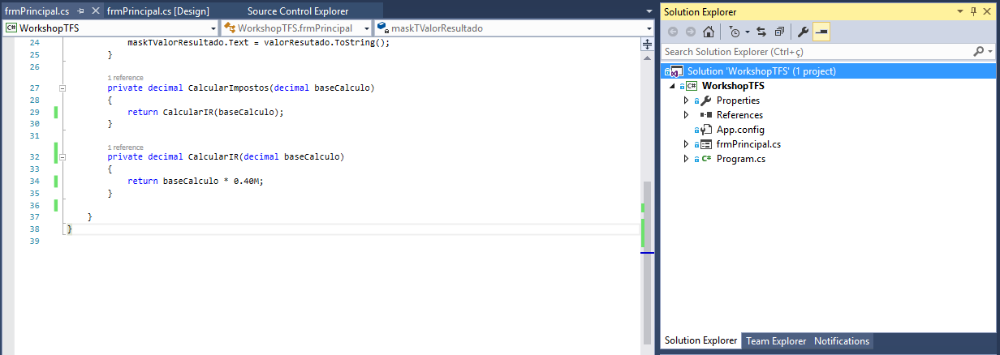 frmPrincipal.cs
frmPrincipal.cs [Design]
Source Control Explorer
C# WorkshopTFS
WorkshopTFS.frmPrincipal
maskTValorResultado
24 maskTValorResultado.Text = valorResutado.ToString();
25 }
26
1 reference
27 private decimal CalcularImpostos(decimal baseCalculo)
28 {
29 return CalcularIR(baseCalculo);
30 }
31
1 reference
32 private decimal CalcularIR(decimal baseCalculo)
33 {
34 return baseCalculo * 0.40M;
35 }
36
37 }
38 }
39
Solution Explorer
Search Solution Explorer (Ctrl+ç)
Solution 'WorkshopTFS' (1 project)
C# WorkshopTFS
Properties
References
App.config
frmPrincipal.cs
C# Program.cs
Solution Explorer
Team Explorer
Notifications